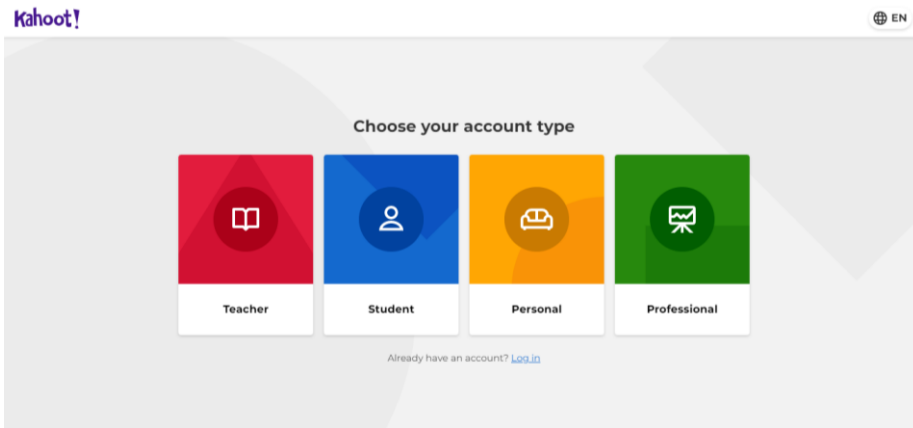 Kahoot!
EN
Choose your account type
Teacher
Student
Personal
Professional
Already have an account? Log in